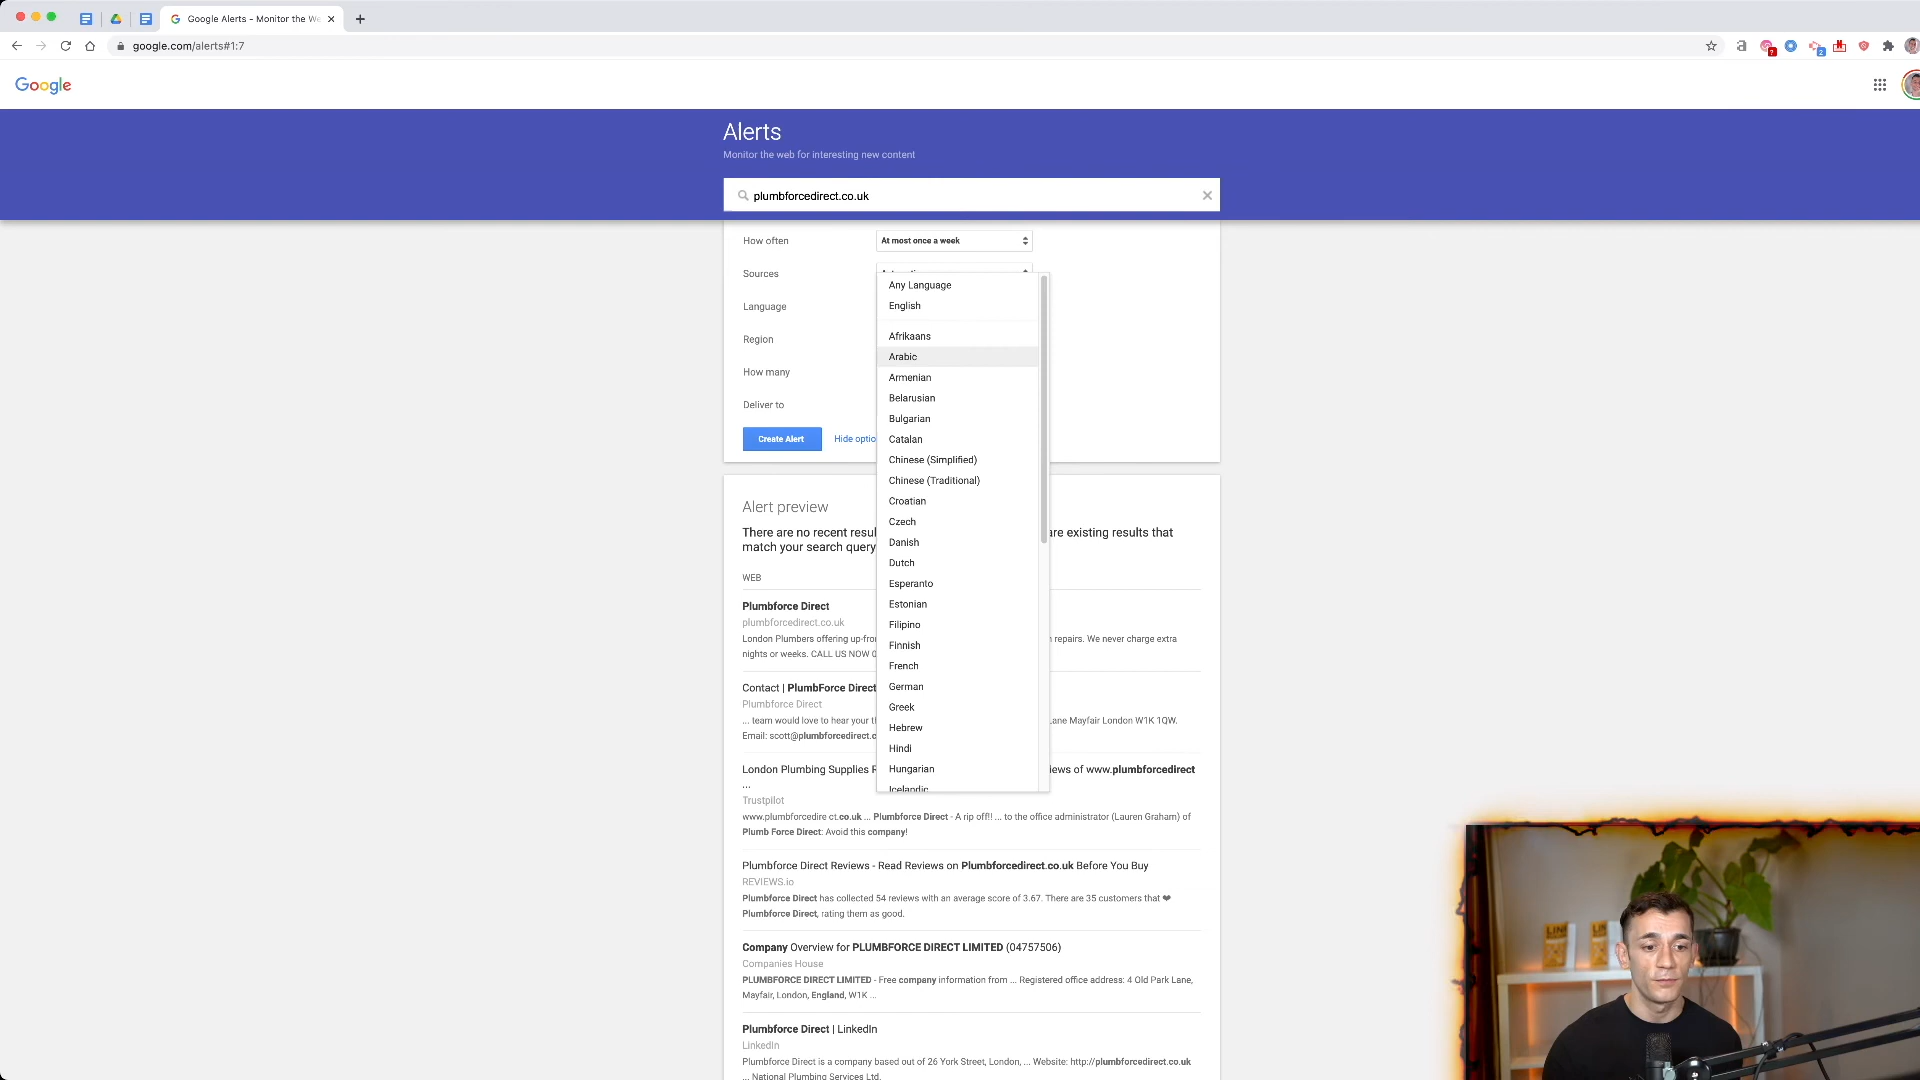 Google Alerts - Monitor the We
google.com/alerts#1:7
Google
Alerts
Monitor the web for interesting new content
plumbforcedirect.co.uk
How often
At most once a week
Sources
Language
Region
How many
Deliver to
Create Alert
Hide optio
Any Language
English
Afrikaans
Arabic
Armenian
Belarusian
Bulgarian
Catalan
Chinese (Simplified)
Chinese (Traditional)
Croatian
Czech
Danish
Dutch
Esperanto
Estonian
Filipino
Finnish
French
German
Greek
Hebrew
Hindi
Hungarian
Icelandic
Alert preview
There are no recent resul are existing results that
match your search query
WEB
Plumbforce Direct
plumbforcedirect.co.uk
London Plumbers offering up-fro repairs. We never charge extra
nights or weeks. CALL US NOW 0
Contact | PlumbForce Direct
Plumbforce Direct
... team would love to hear your th ane Mayfair London W1K 1QW.
Email: scott@plumbforcedirect.c
London Plumbing Supplies R iews of www.plumbforcedirect
...
Trustpilot
www.plumbforcedire ct.co.uk ... Plumbforce Direct - A rip off!! ... to the office administrator (Lauren Graham) of
Plumb Force Direct: Avoid this company!
Plumbforce Direct Reviews - Read Reviews on Plumbforcedirect.co.uk Before You Buy
REVIEWS.io
Plumbforce Direct has collected 54 reviews with an average score of 3.67. There are 35 customers that ❤
Plumbforce Direct, rating them as good.
Company Overview for PLUMBFORCE DIRECT LIMITED (04757506)
Companies House
PLUMBFORCE DIRECT LIMITED - Free company information from ... Registered office address: 4 Old Park Lane,
Mayfair, London, England, W1K ...
Plumbforce Direct | LinkedIn
LinkedIn
Plumbforce Direct is a company based out of 26 York Street, London, ... Website: http://plumbforcedirect.co.uk
... National Plumbing Services Ltd.